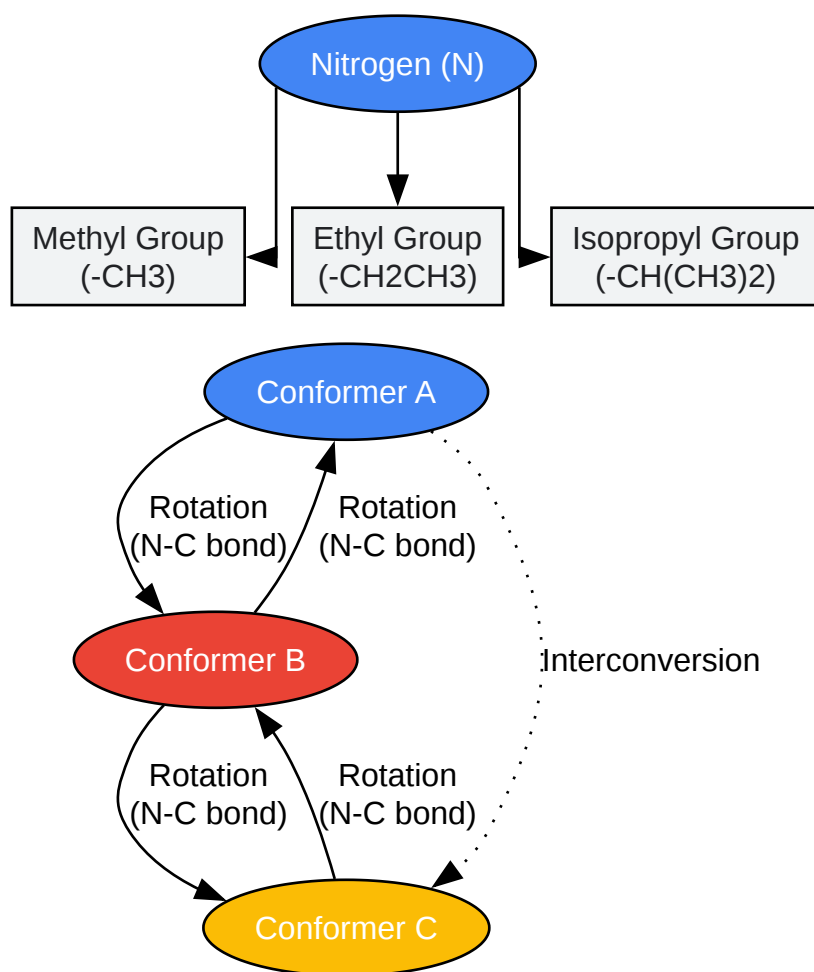 Nitrogen (N)
Methyl Group
(-CH3)
Ethyl Group
(-CH2CH3)
Isopropyl Group
(-CH(CH3)2)
Conformer A
Rotation
(N-C bond)
Rotation
(N-C bond)
Conformer B
Interconversion
Rotation
(N-C bond)
Rotation
(N-C bond)
Conformer C